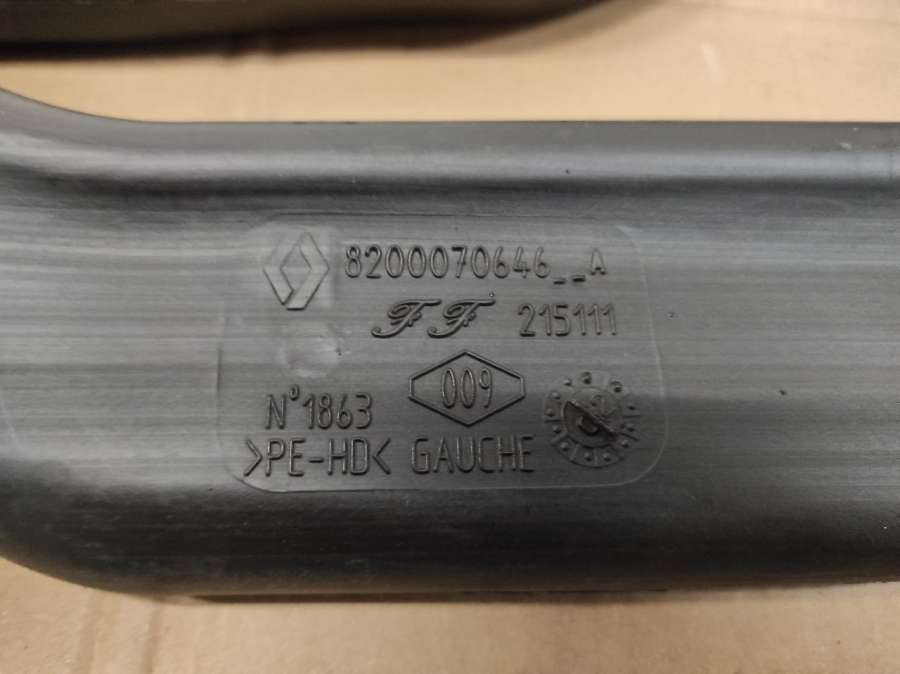 8200070646__A
FF 215111
009
N°1863
>PE-HD< GAUCHE